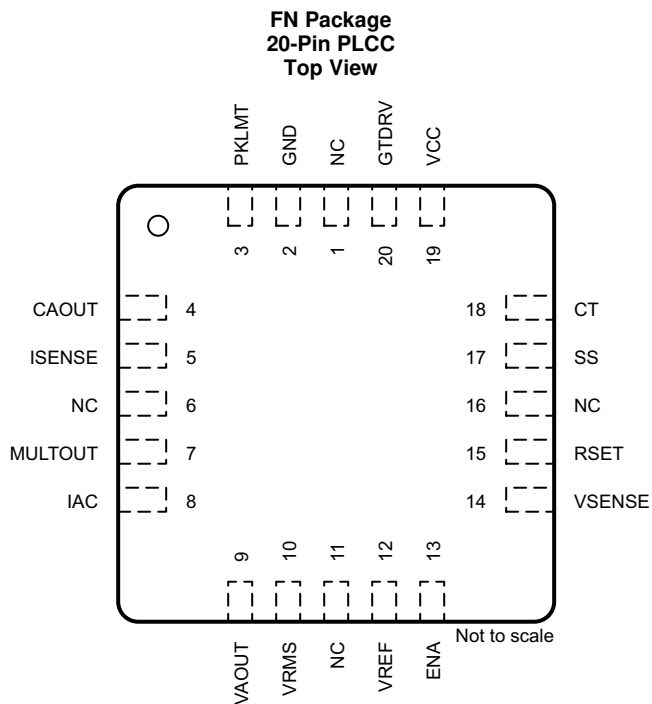 FN Package
20-Pin PLCC
Top View
PKLMT
GND
NC
GTDRV
VCC
3
2
1
20
19
CAOUT 4
18 CT
ISENSE 5
17 SS
NC 6
16 NC
MULTOUT 7
15 RSET
IAC 8
14 VSENSE
9
10
11
12
13
VAOUT
VRMS
NC
VREF
ENA
Not to scale